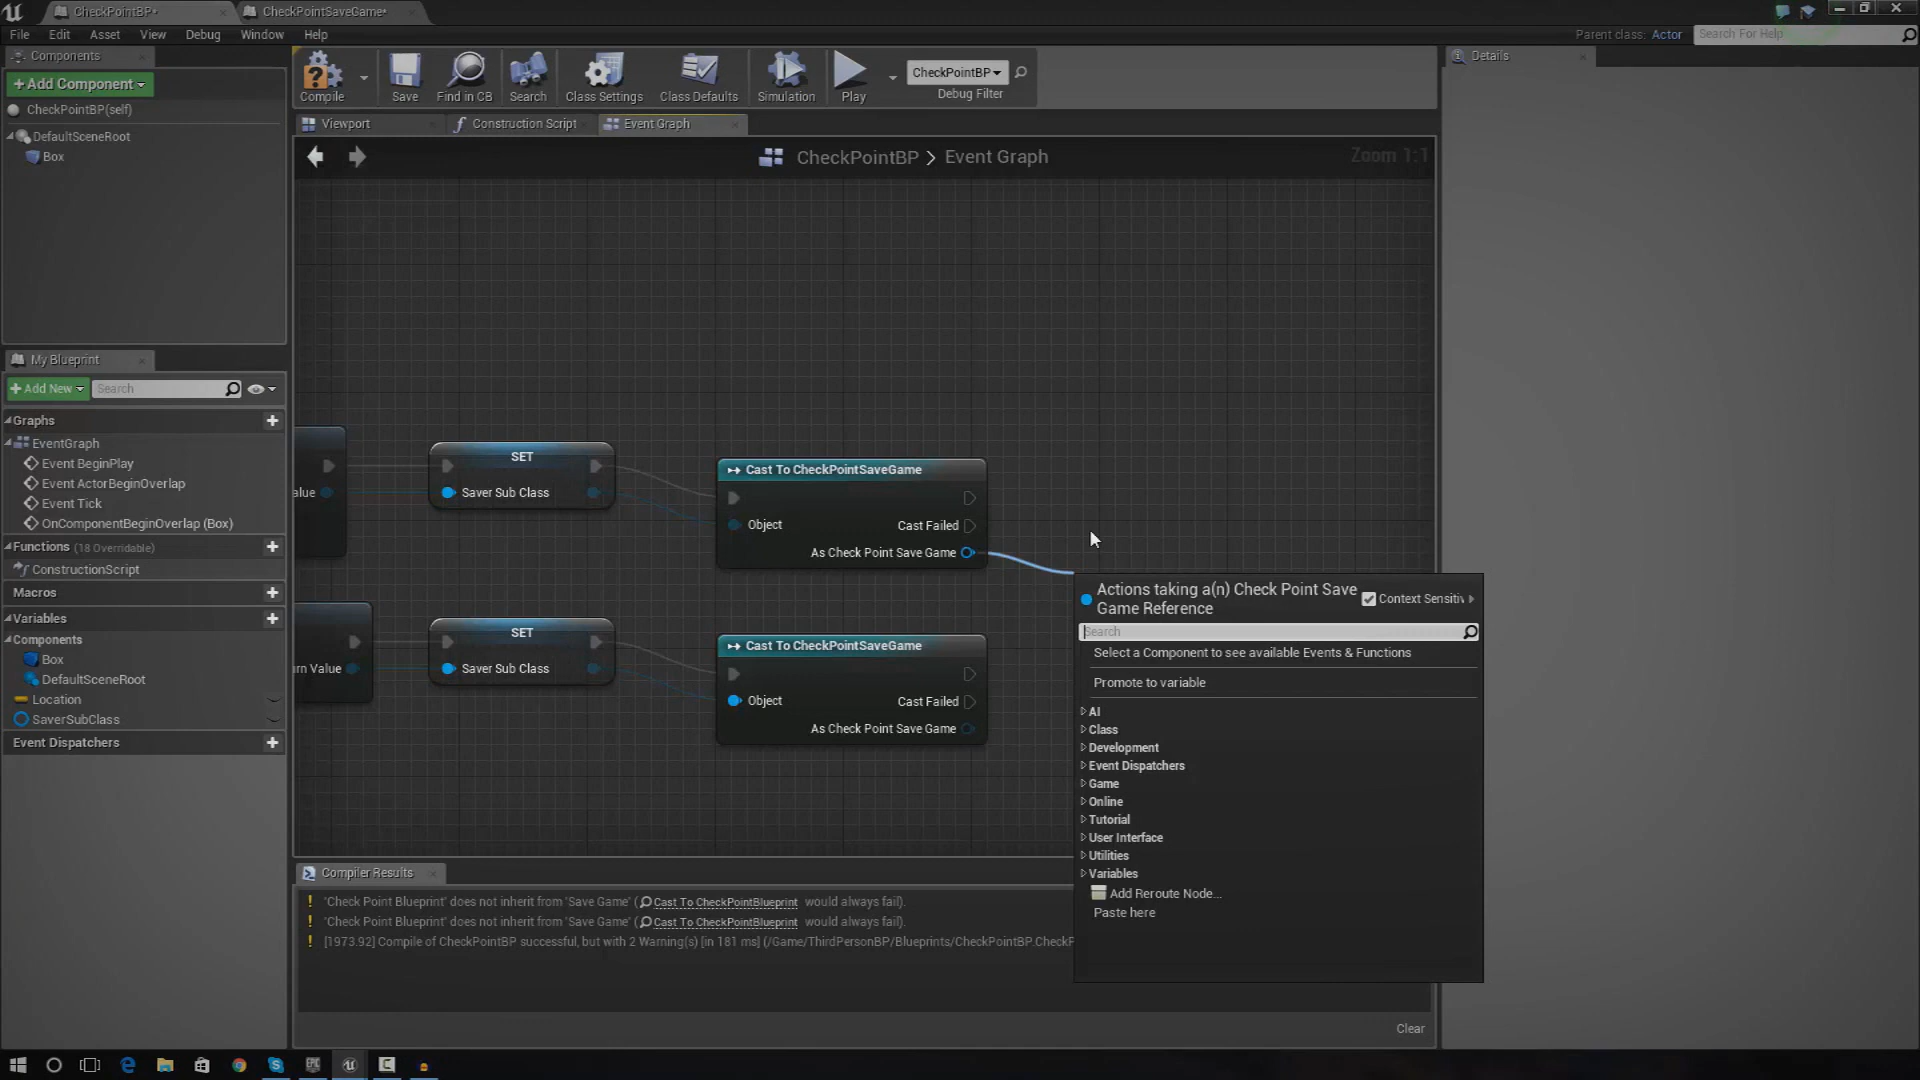 CheckPointBP*
CheckPointSaveGame*
File Edit Asset View Debug Window Help
Parent class: Actor
Search For Help
Components
+Add Component
CheckPointBP(self)
DefaultSceneRoot
Box
Compile
Save
Find in CB
Search
Class Settings
Class Defaults
Simulation
Play
CheckPointBP
Debug Filter
Details
Viewport
Construction Script
Event Graph
CheckPointBP > Event Graph
Zoom 1:1
My Blueprint
+Add New
Search
Graphs
EventGraph
Event BeginPlay
Event ActorBeginOverlap
Event Tick
OnComponentBeginOverlap (Box)
Functions (18 Overridable)
ConstructionScript
Macros
Variables
Components
Box
DefaultSceneRoot
Location
SaverSubClass
Event Dispatchers
alue
SET
Saver Sub Class
Cast To CheckPointSaveGame
Object
Cast Failed
As Check Point Save Game
rn Value
SET
Saver Sub Class
Cast To CheckPointSaveGame
Object
Cast Failed
As Check Point Save Game
Actions taking a(n) Check Point Save
Game Reference
Context Sensitiv
Search
Select a Component to see available Events & Functions
Promote to variable
AI
Class
Development
Event Dispatchers
Game
Online
Tutorial
User Interface
Utilities
Variables
Add Reroute Node...
Paste here
Compiler Results
! 'Check Point Blueprint' does not inherit from 'Save Game' ( Cast To CheckPointBlueprint would always fail).
! 'Check Point Blueprint' does not inherit from 'Save Game' ( Cast To CheckPointBlueprint would always fail).
! [1973.92] Compile of CheckPointBP successful, but with 2 Warning(s) [in 181 ms] (/Game/ThirdPersonBP/Blueprints/CheckPointBP.CheckP
Clear